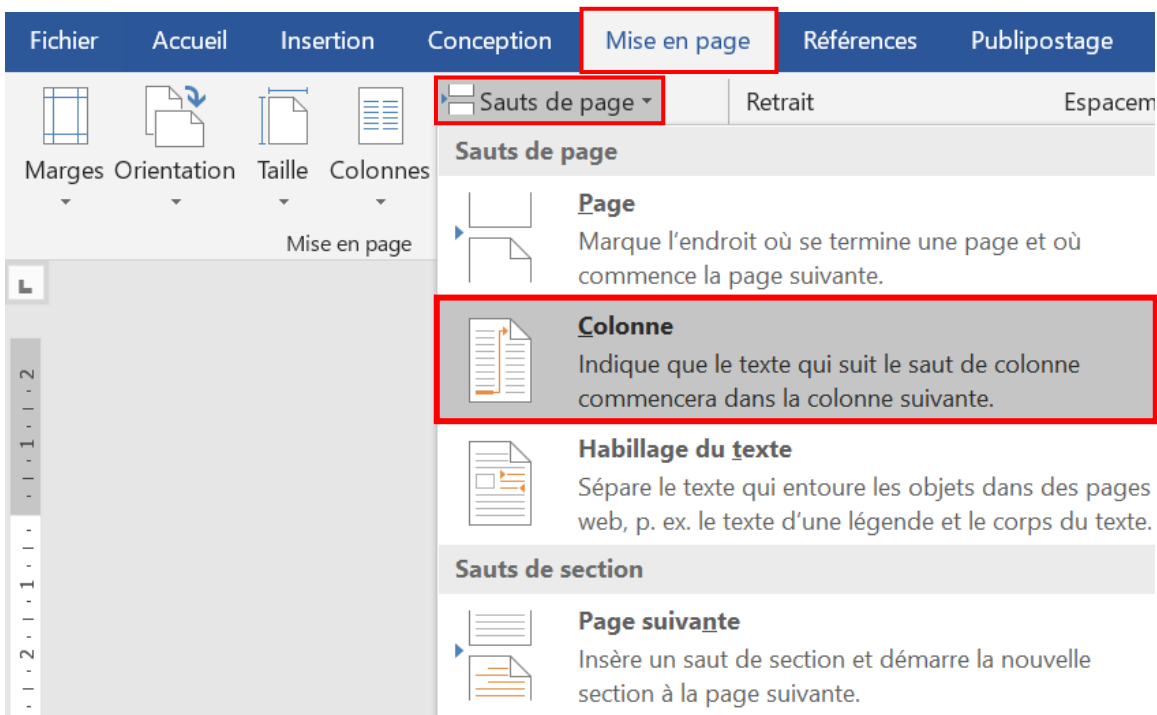 Fichier Accueil Insertion Conception Mise en page Références Publipostage
Sauts de page Retrait Espacem
Marges Orientation Taille Colonnes
Mise en page
Sauts de page
Page
Marque l'endroit où se termine une page et où
commence la page suivante.
Colonne
Indique que le texte qui suit le saut de colonne
commencera dans la colonne suivante.
Habillage du texte
Sépare le texte qui entoure les objets dans des pages
web, p. ex. le texte d'une légende et le corps du texte.
Sauts de section
Page suivante
Insère un saut de section et démarre la nouvelle
section à la page suivante.
L
2
1
1
2